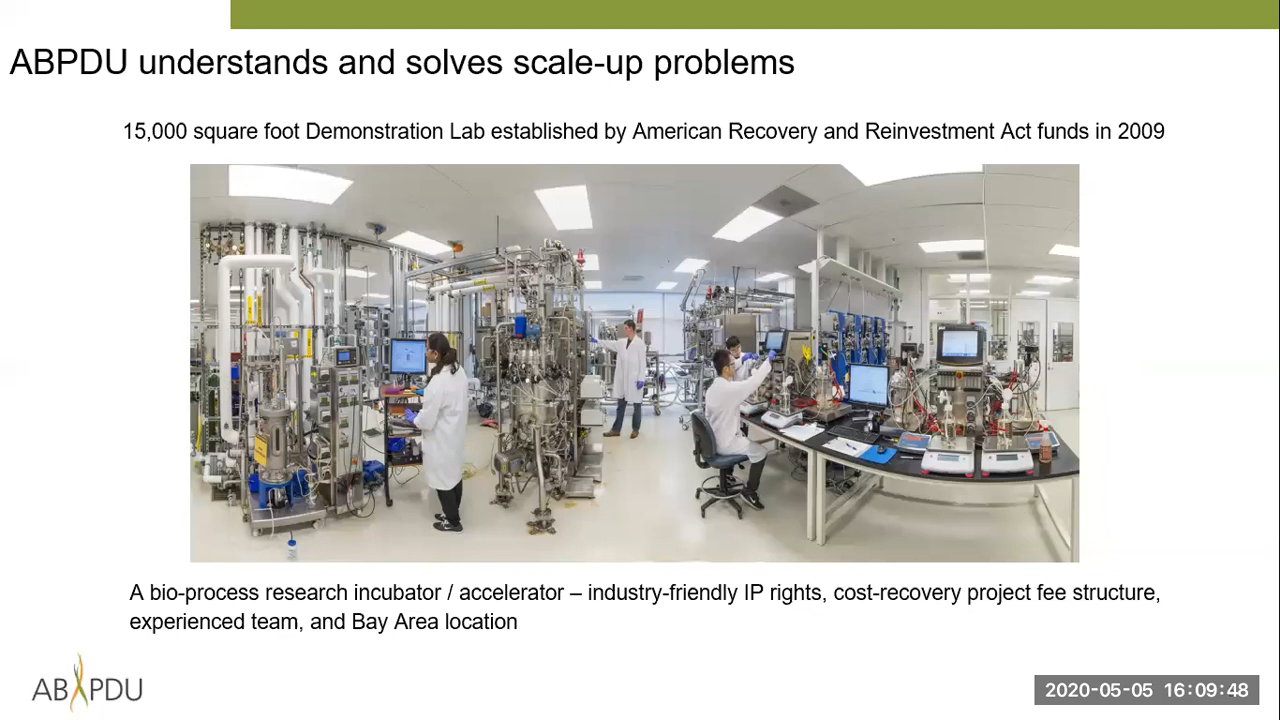 ABPDU understands and solves scale-up problems
15,000 square foot Demonstration Lab established by American Recovery and Reinvestment Act funds in 2009
A bio-process research incubator / accelerator – industry-friendly IP rights, cost-recovery project fee structure,
experienced team, and Bay Area location
ABPDU
2020-05-05 16:09:48